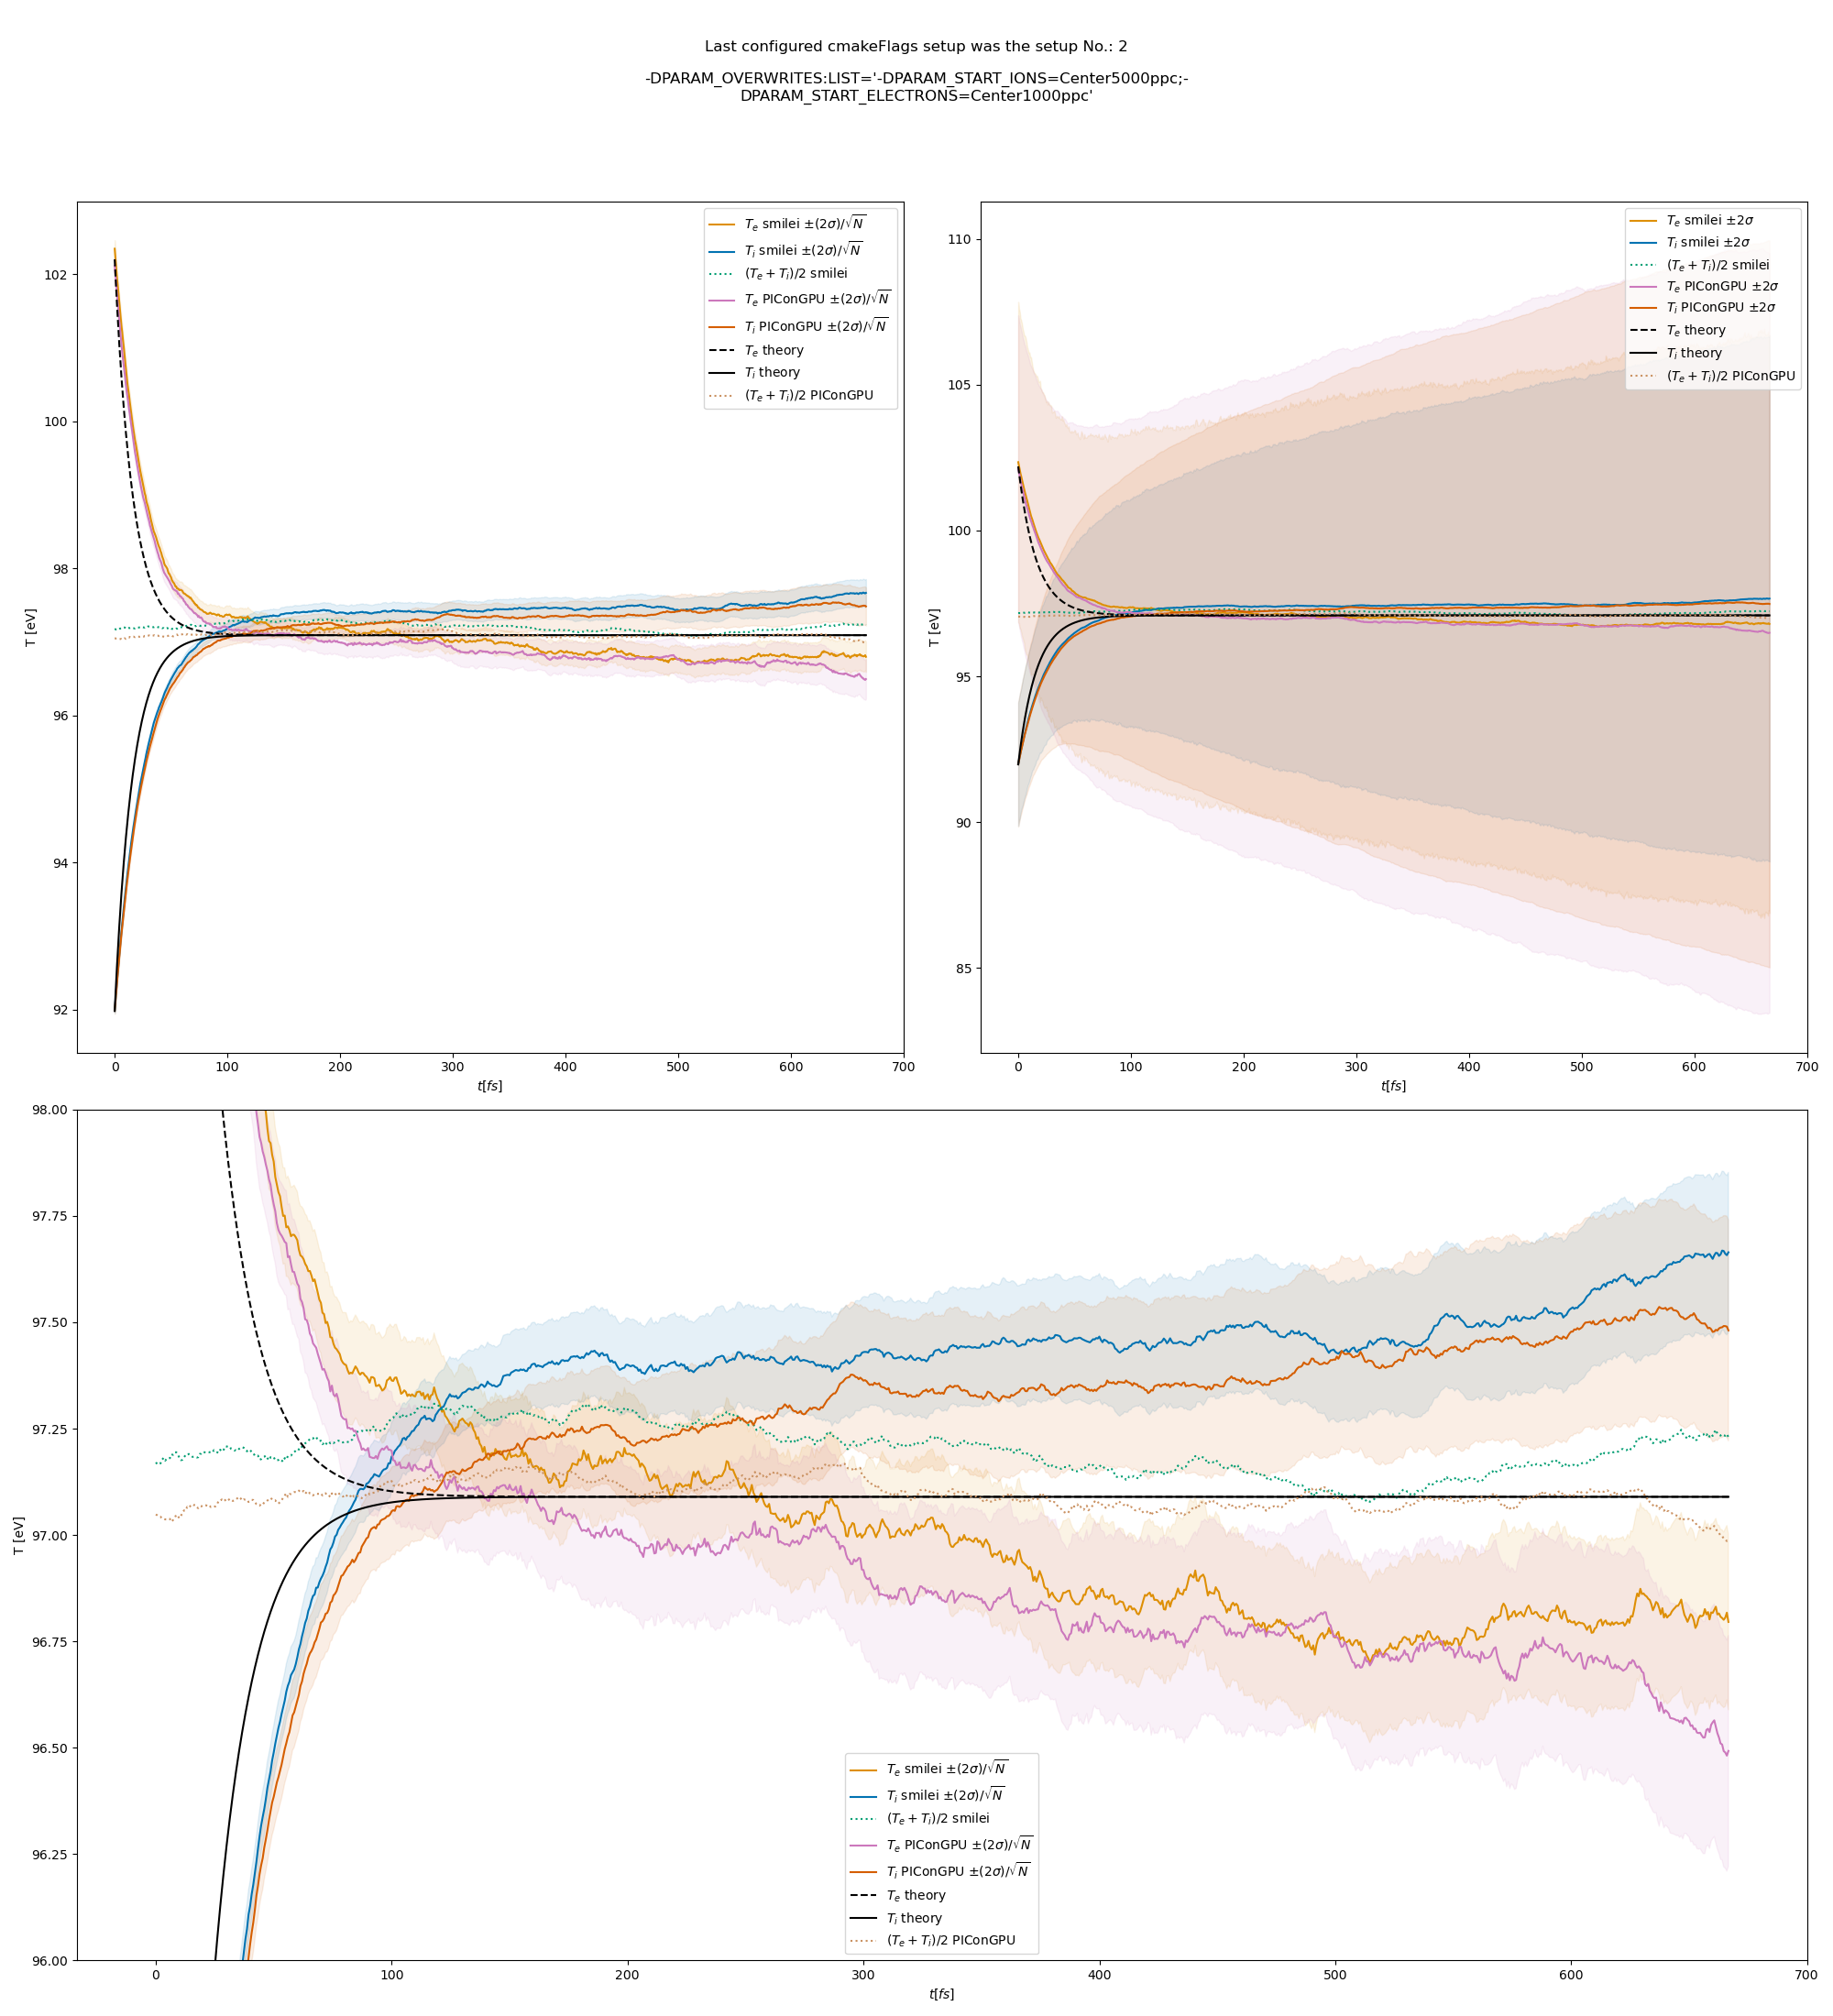 Last configured cmakeFlags setup was the setup No.: 2
-DPARAM_OVERWRITES:LIST='-DPARAM_START_IONS=Center5000ppc;-
DPARAM_START_ELECTRONS=Center1000ppc'
T [eV]
102
100
98
96
94
92
0 100 200 300 400 500 600 700
t[fs]
T_e smilei ±(2σ)/√N
T_i smilei ±(2σ)/√N
(T_e + T_i)/2 smilei
T_e PIConGPU ±(2σ)/√N
T_i PIConGPU ±(2σ)/√N
T_e theory
T_i theory
(T_e + T_i)/2 PIConGPU
T [eV]
110
105
100
95
90
85
0 100 200 300 400 500 600 700
t[fs]
T_e smilei ±2σ
T_i smilei ±2σ
(T_e + T_i)/2 smilei
T_e PIConGPU ±2σ
T_i PIConGPU ±2σ
T_e theory
T_i theory
(T_e + T_i)/2 PIConGPU
T [eV]
98.00
97.75
97.50
97.25
97.00
96.75
96.50
96.25
96.00
T_e smilei ±(2σ)/√N
T_i smilei ±(2σ)/√N
(T_e + T_i)/2 smilei
T_e PIConGPU ±(2σ)/√N
T_i PIConGPU ±(2σ)/√N
T_e theory
T_i theory
(T_e + T_i)/2 PIConGPU
0 100 200 300 400 500 600 700
t[fs]